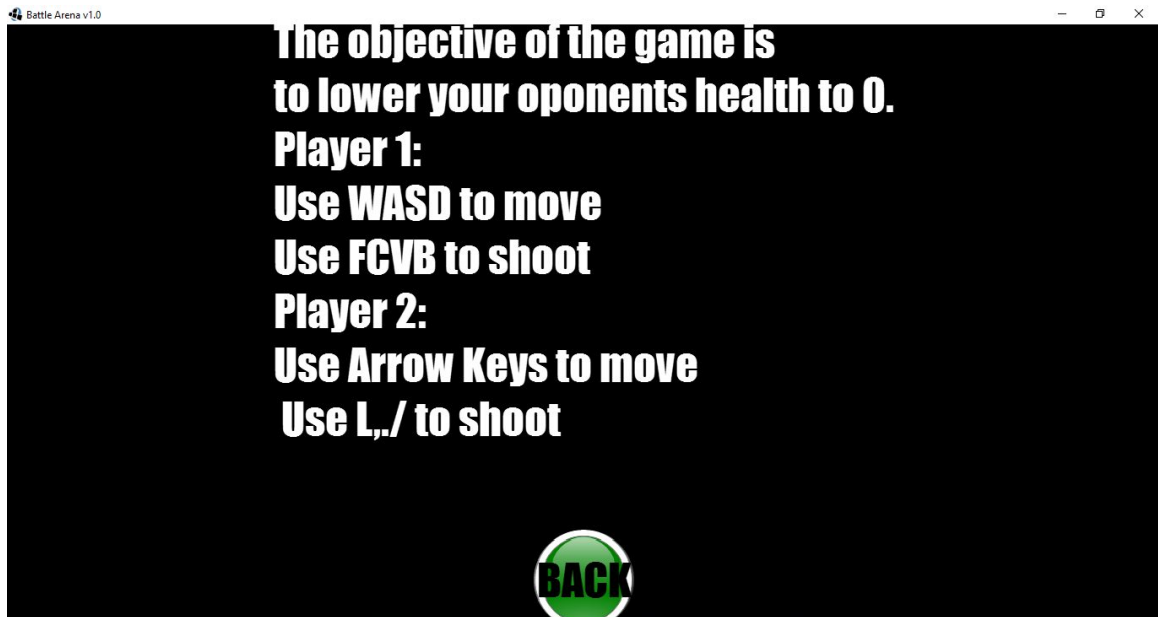 Battle Arena v1.0
The objective of the game is
to lower your oponents health to 0.
Player 1:
Use WASD to move
Use FCVB to shoot
Player 2:
Use Arrow Keys to move
Use L,./ to shoot
BACK